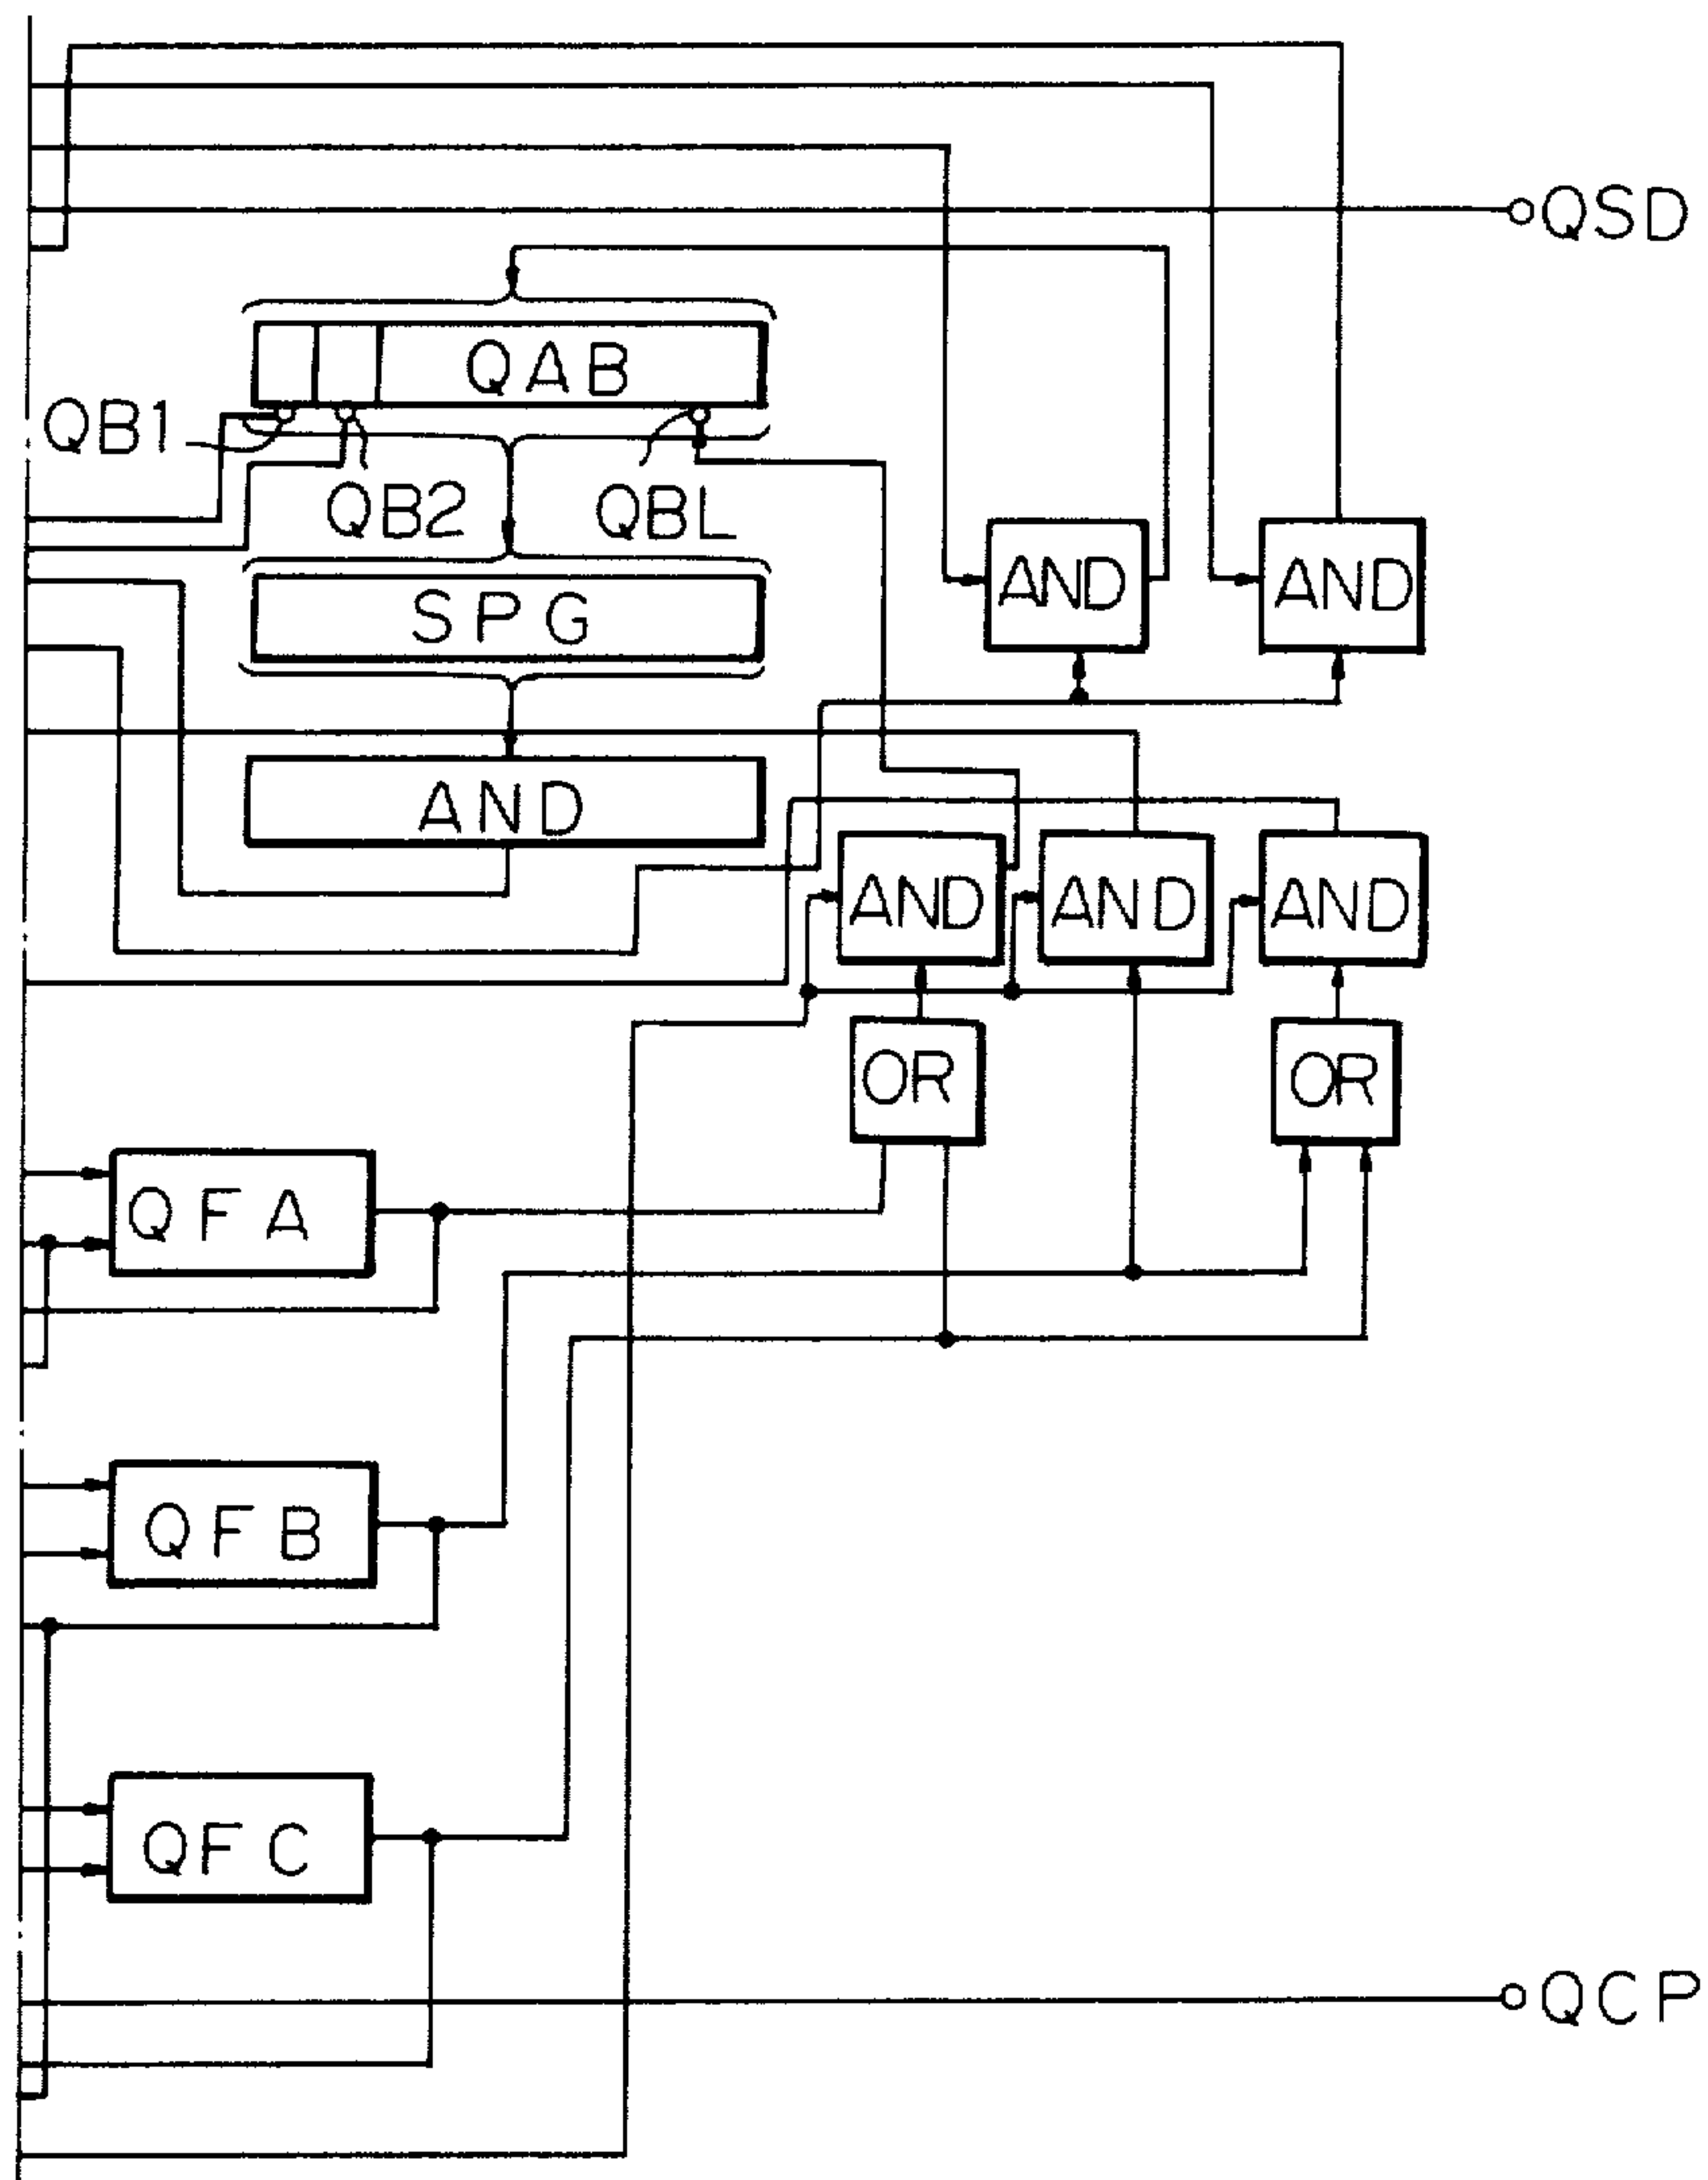 QSD
QAB
QB1
QB2
QBL
AND
AND
SPG
AND
AND
AND
AND
OR
OR
QFA
QFB
QFC
QCP